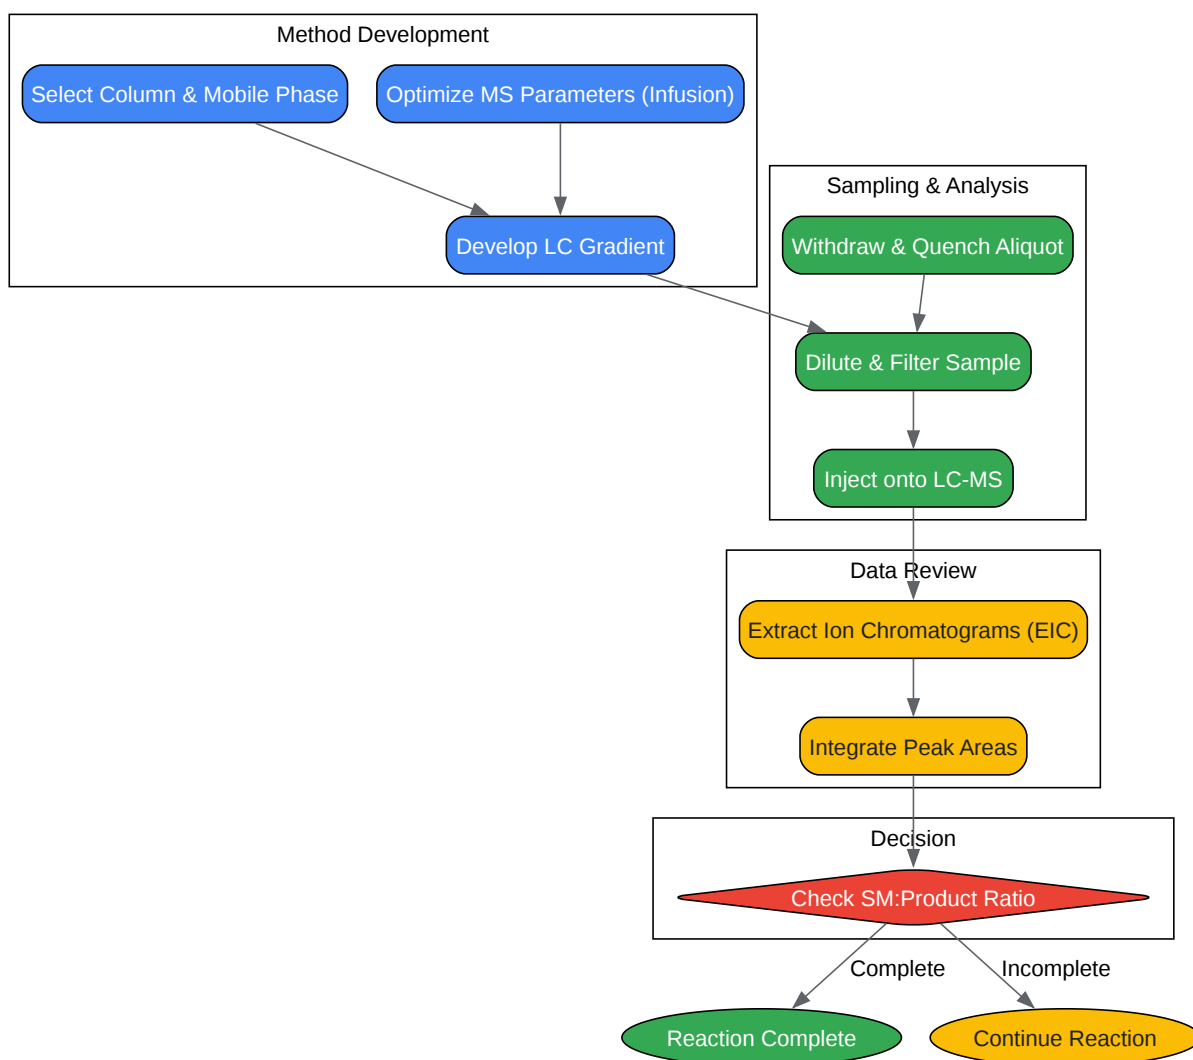 Method Development
Select Column & Mobile Phase
Optimize MS Parameters (Infusion)
Develop LC Gradient
Sampling & Analysis
Withdraw & Quench Aliquot
Dilute & Filter Sample
Inject onto LC-MS
Data Review
Extract Ion Chromatograms (EIC)
Integrate Peak Areas
Decision
Check SM:Product Ratio
Complete
Incomplete
Reaction Complete
Continue Reaction